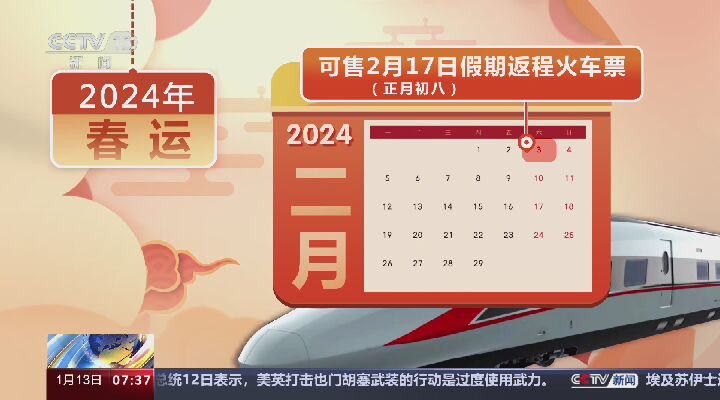 CCTV 13
新闻
2024年
春运
可售2月17日假期返程火车票
（正月初八）
2024
二月
一 二 三 四 五 六 日
1 2 3 4
5 6 7 8 9 10 11
12 13 14 15 16 17 18
19 20 21 22 23 24 25
26 27 28 29
1月13日 07:37
总统12日表示，美英打击也门胡塞武装的行动是过度使用武力。 CCTV 新闻 埃及苏伊士